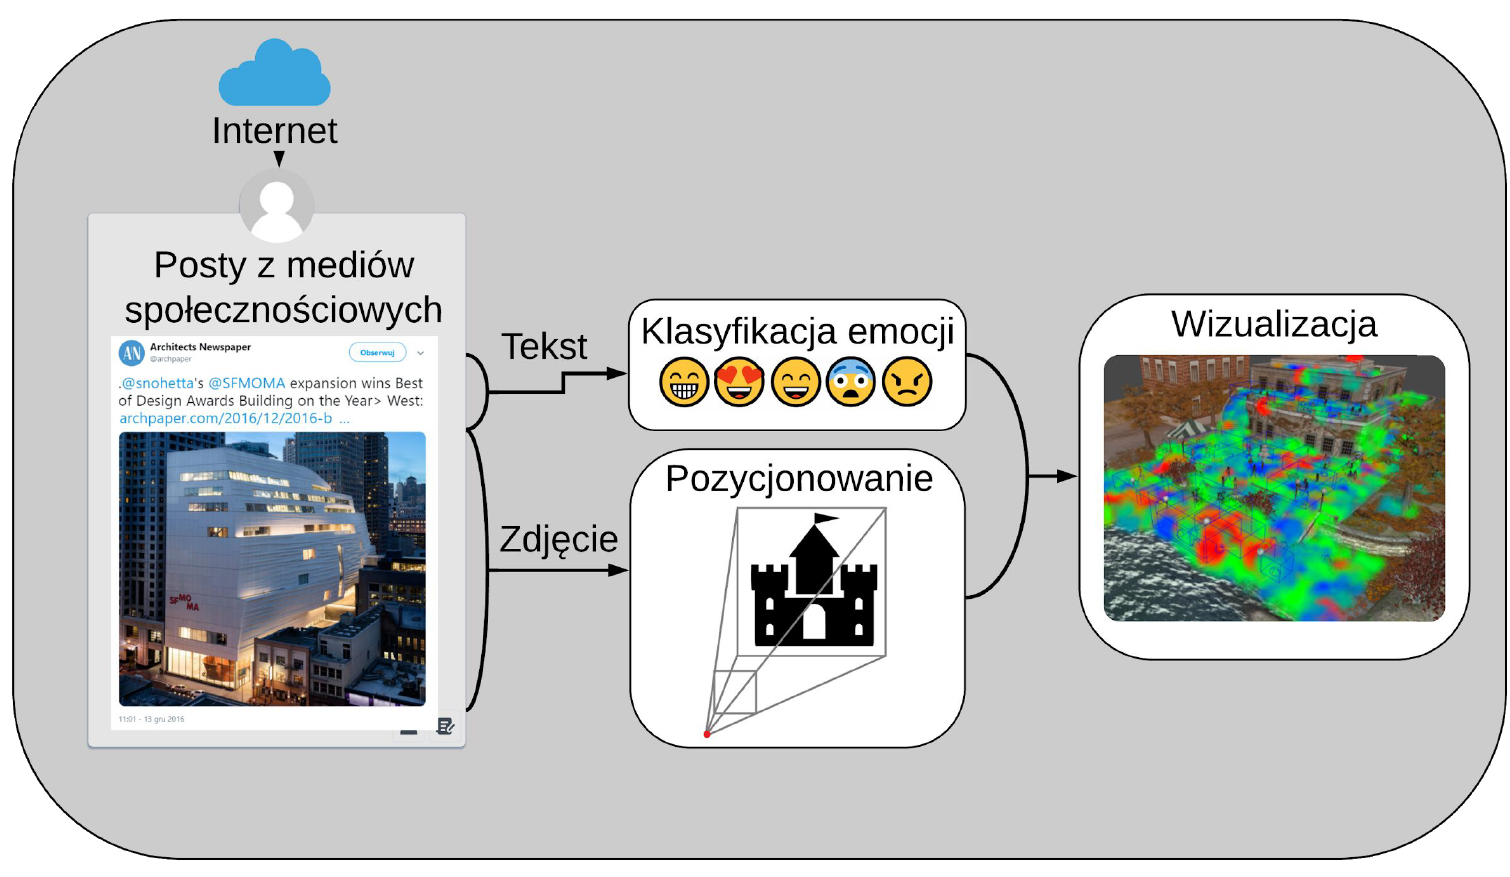 Internet
Posty z mediów
społecznościowych
AN
Architects Newspaper
@archpaper
Obserwuj
.@snohetta's @SFMOMA expansion wins Best
of Design Awards Building on the Year> West:
archpaper.com/2016/12/2016-b ...
SFMO
MA
11:01 - 13 gru 2016
Tekst
Zdjęcie
Klasyfikacja emocji
Pozycjonowanie
Wizualizacja